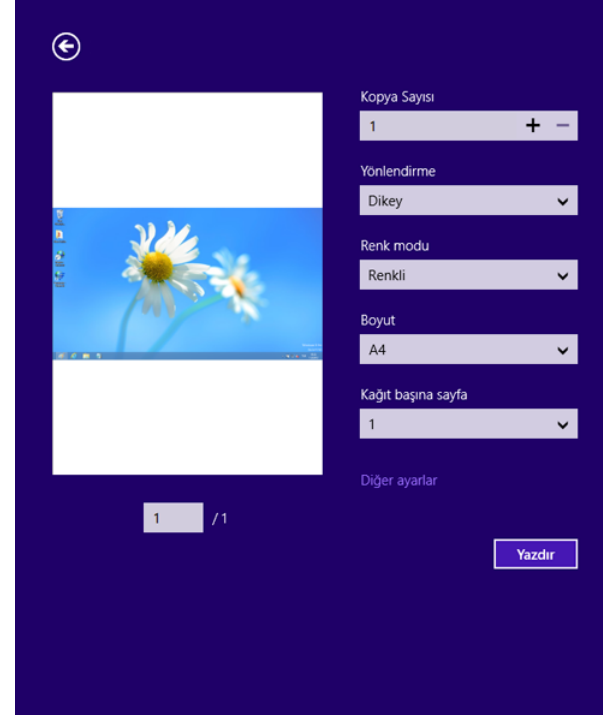 Kopya Sayısı
1
Yönlendirme
Dikey
Renk modu
Renkli
Boyut
A4
Kağıt başına sayfa
1
Diğer ayarlar
1 / 1
Yazdır